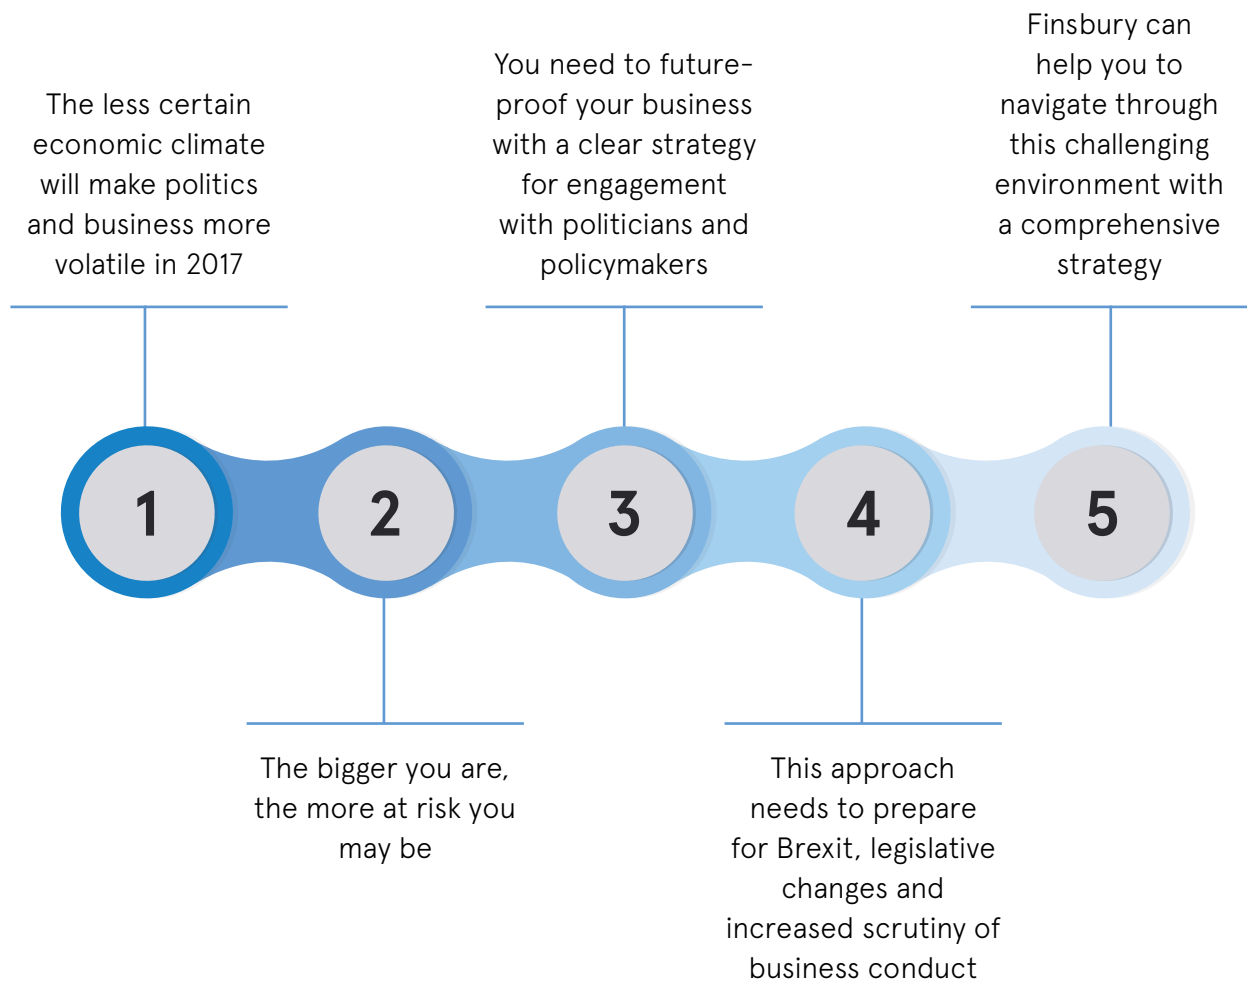 The less certain
economic climate
will make politics
and business more
volatile in 2017
You need to future-
proof your business
with a clear strategy
for engagement
with politicians and
policymakers
Finsbury can
help you to
navigate through
this challenging
environment with
a comprehensive
strategy
1
2
3
4
5
The bigger you are,
the more at risk you
may be
This approach
needs to prepare
for Brexit, legislative
changes and
increased scrutiny of
business conduct